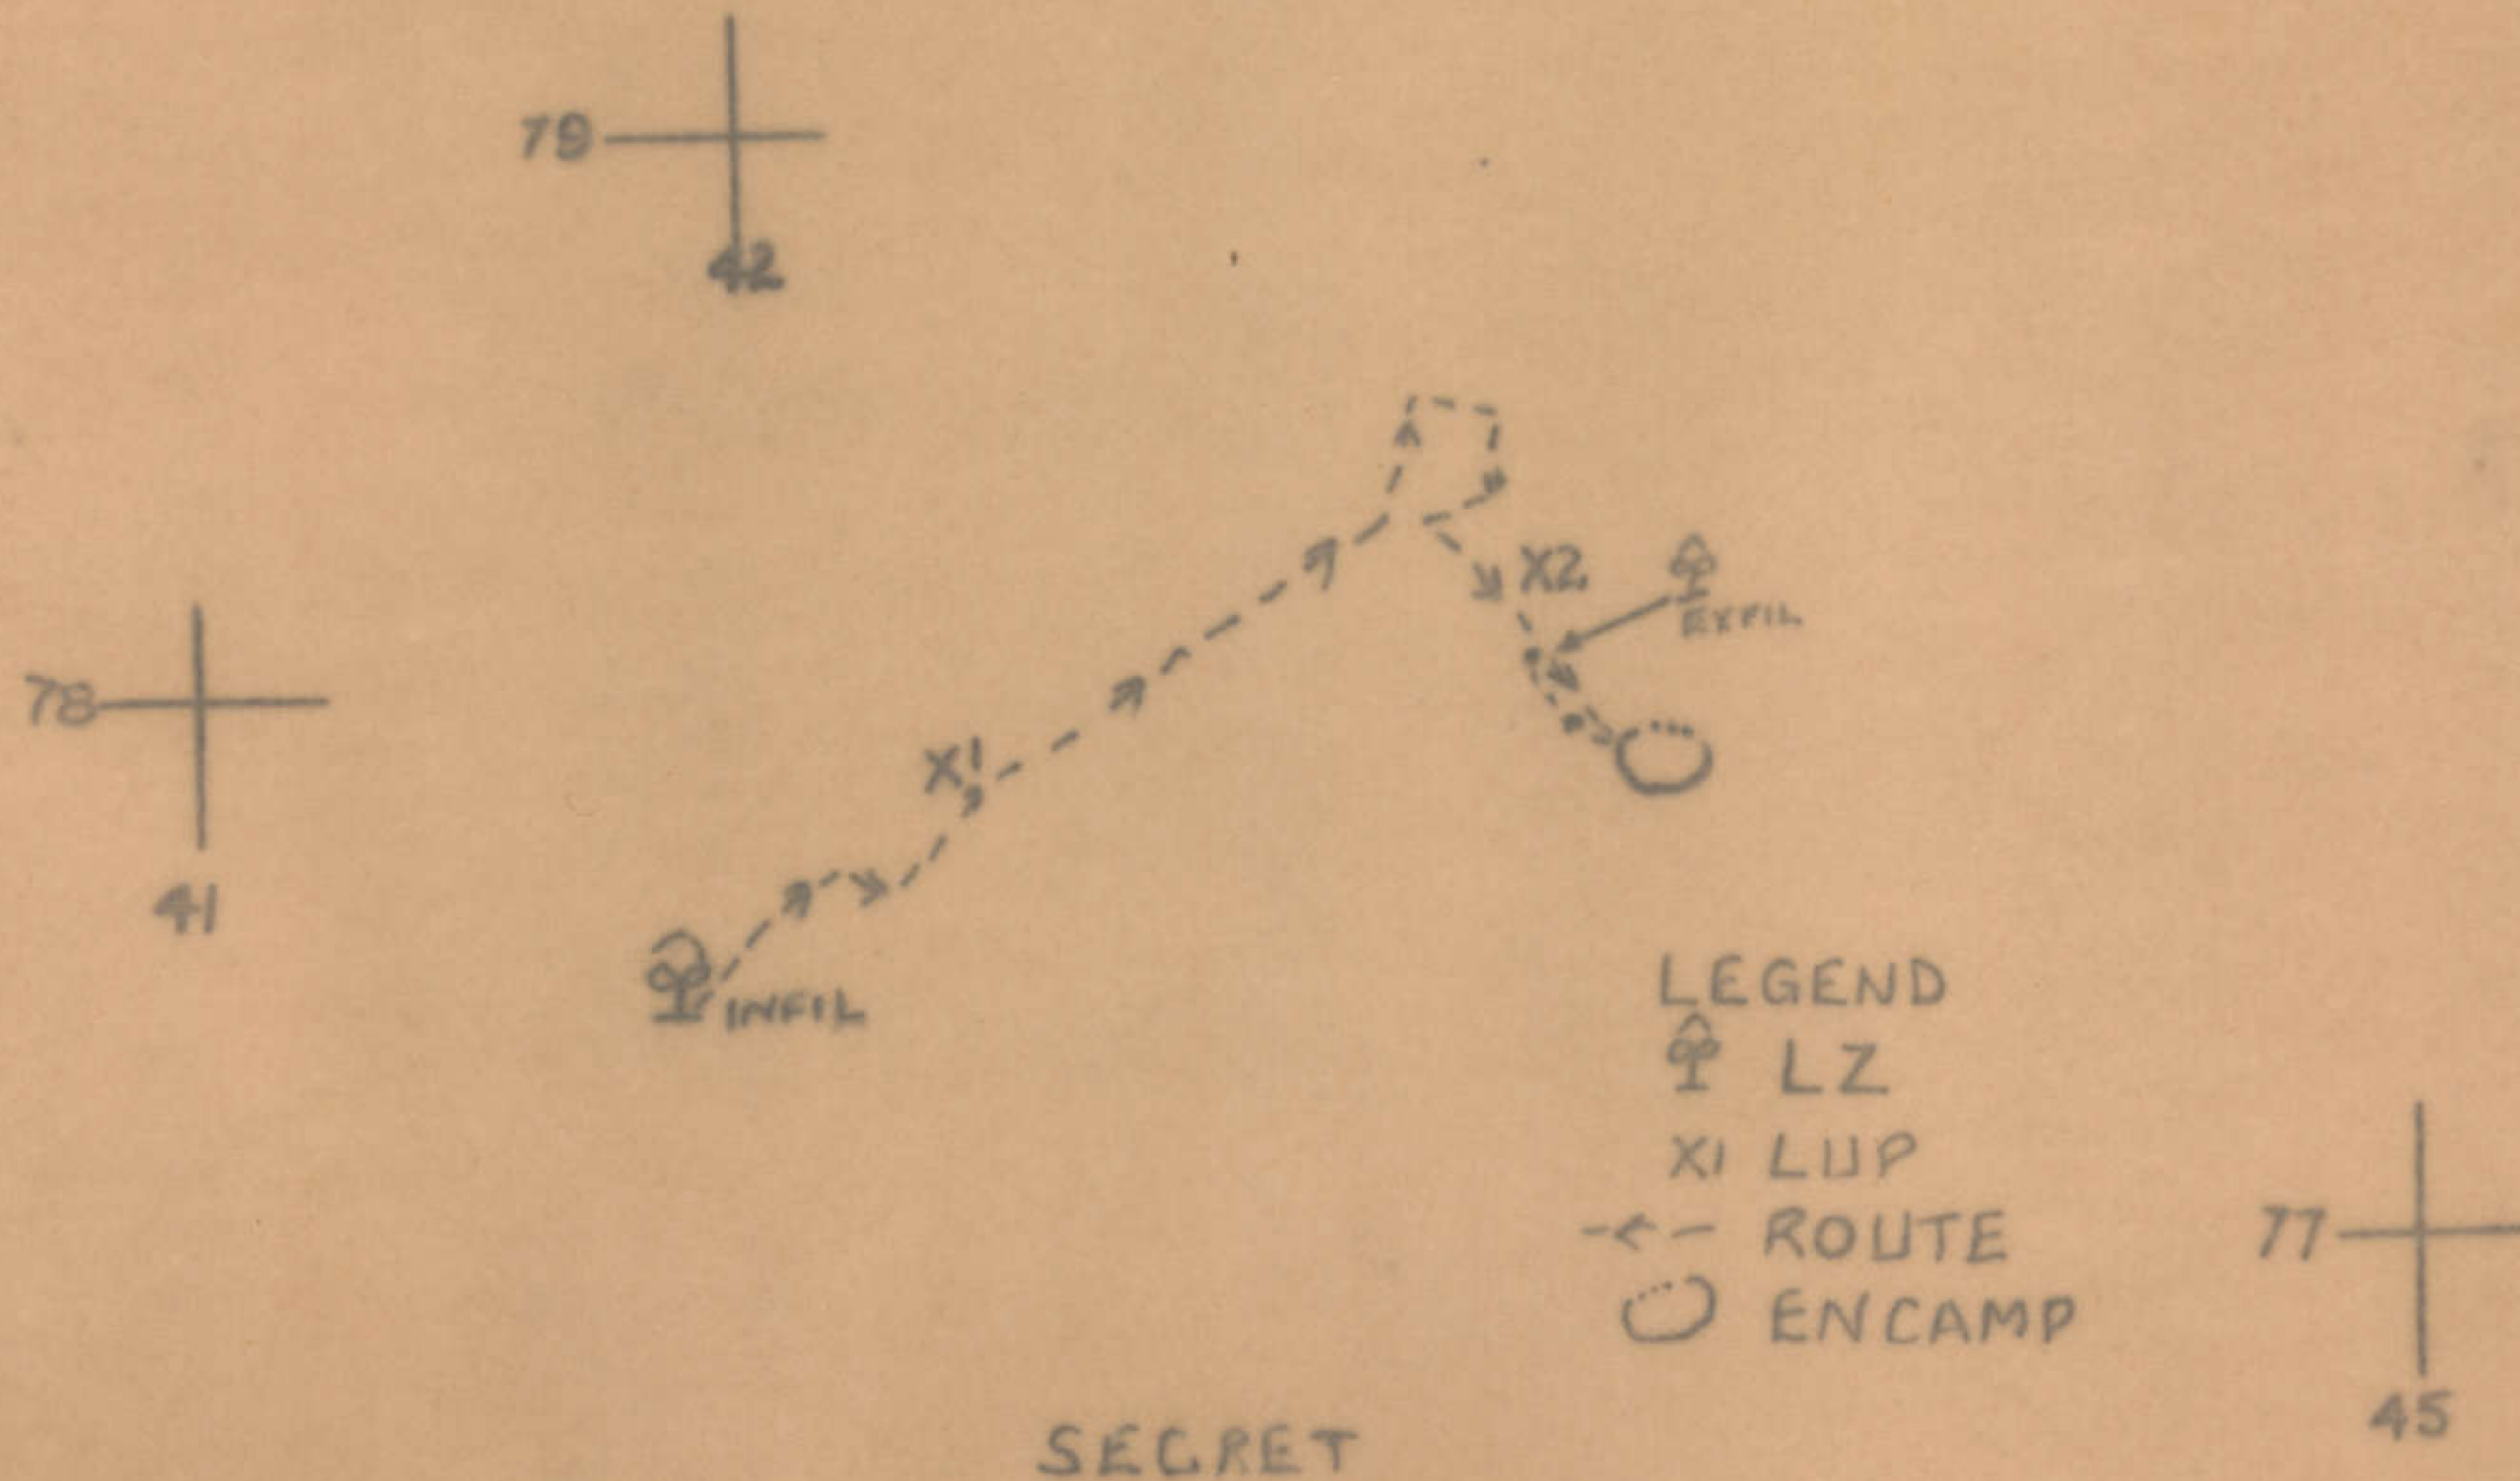 79
42
X2
EXFIL
78
X1
41
INFIL
LEGEND
LZ
X1 LUP
ROUTE
77
ENCAMP
45
SECRET